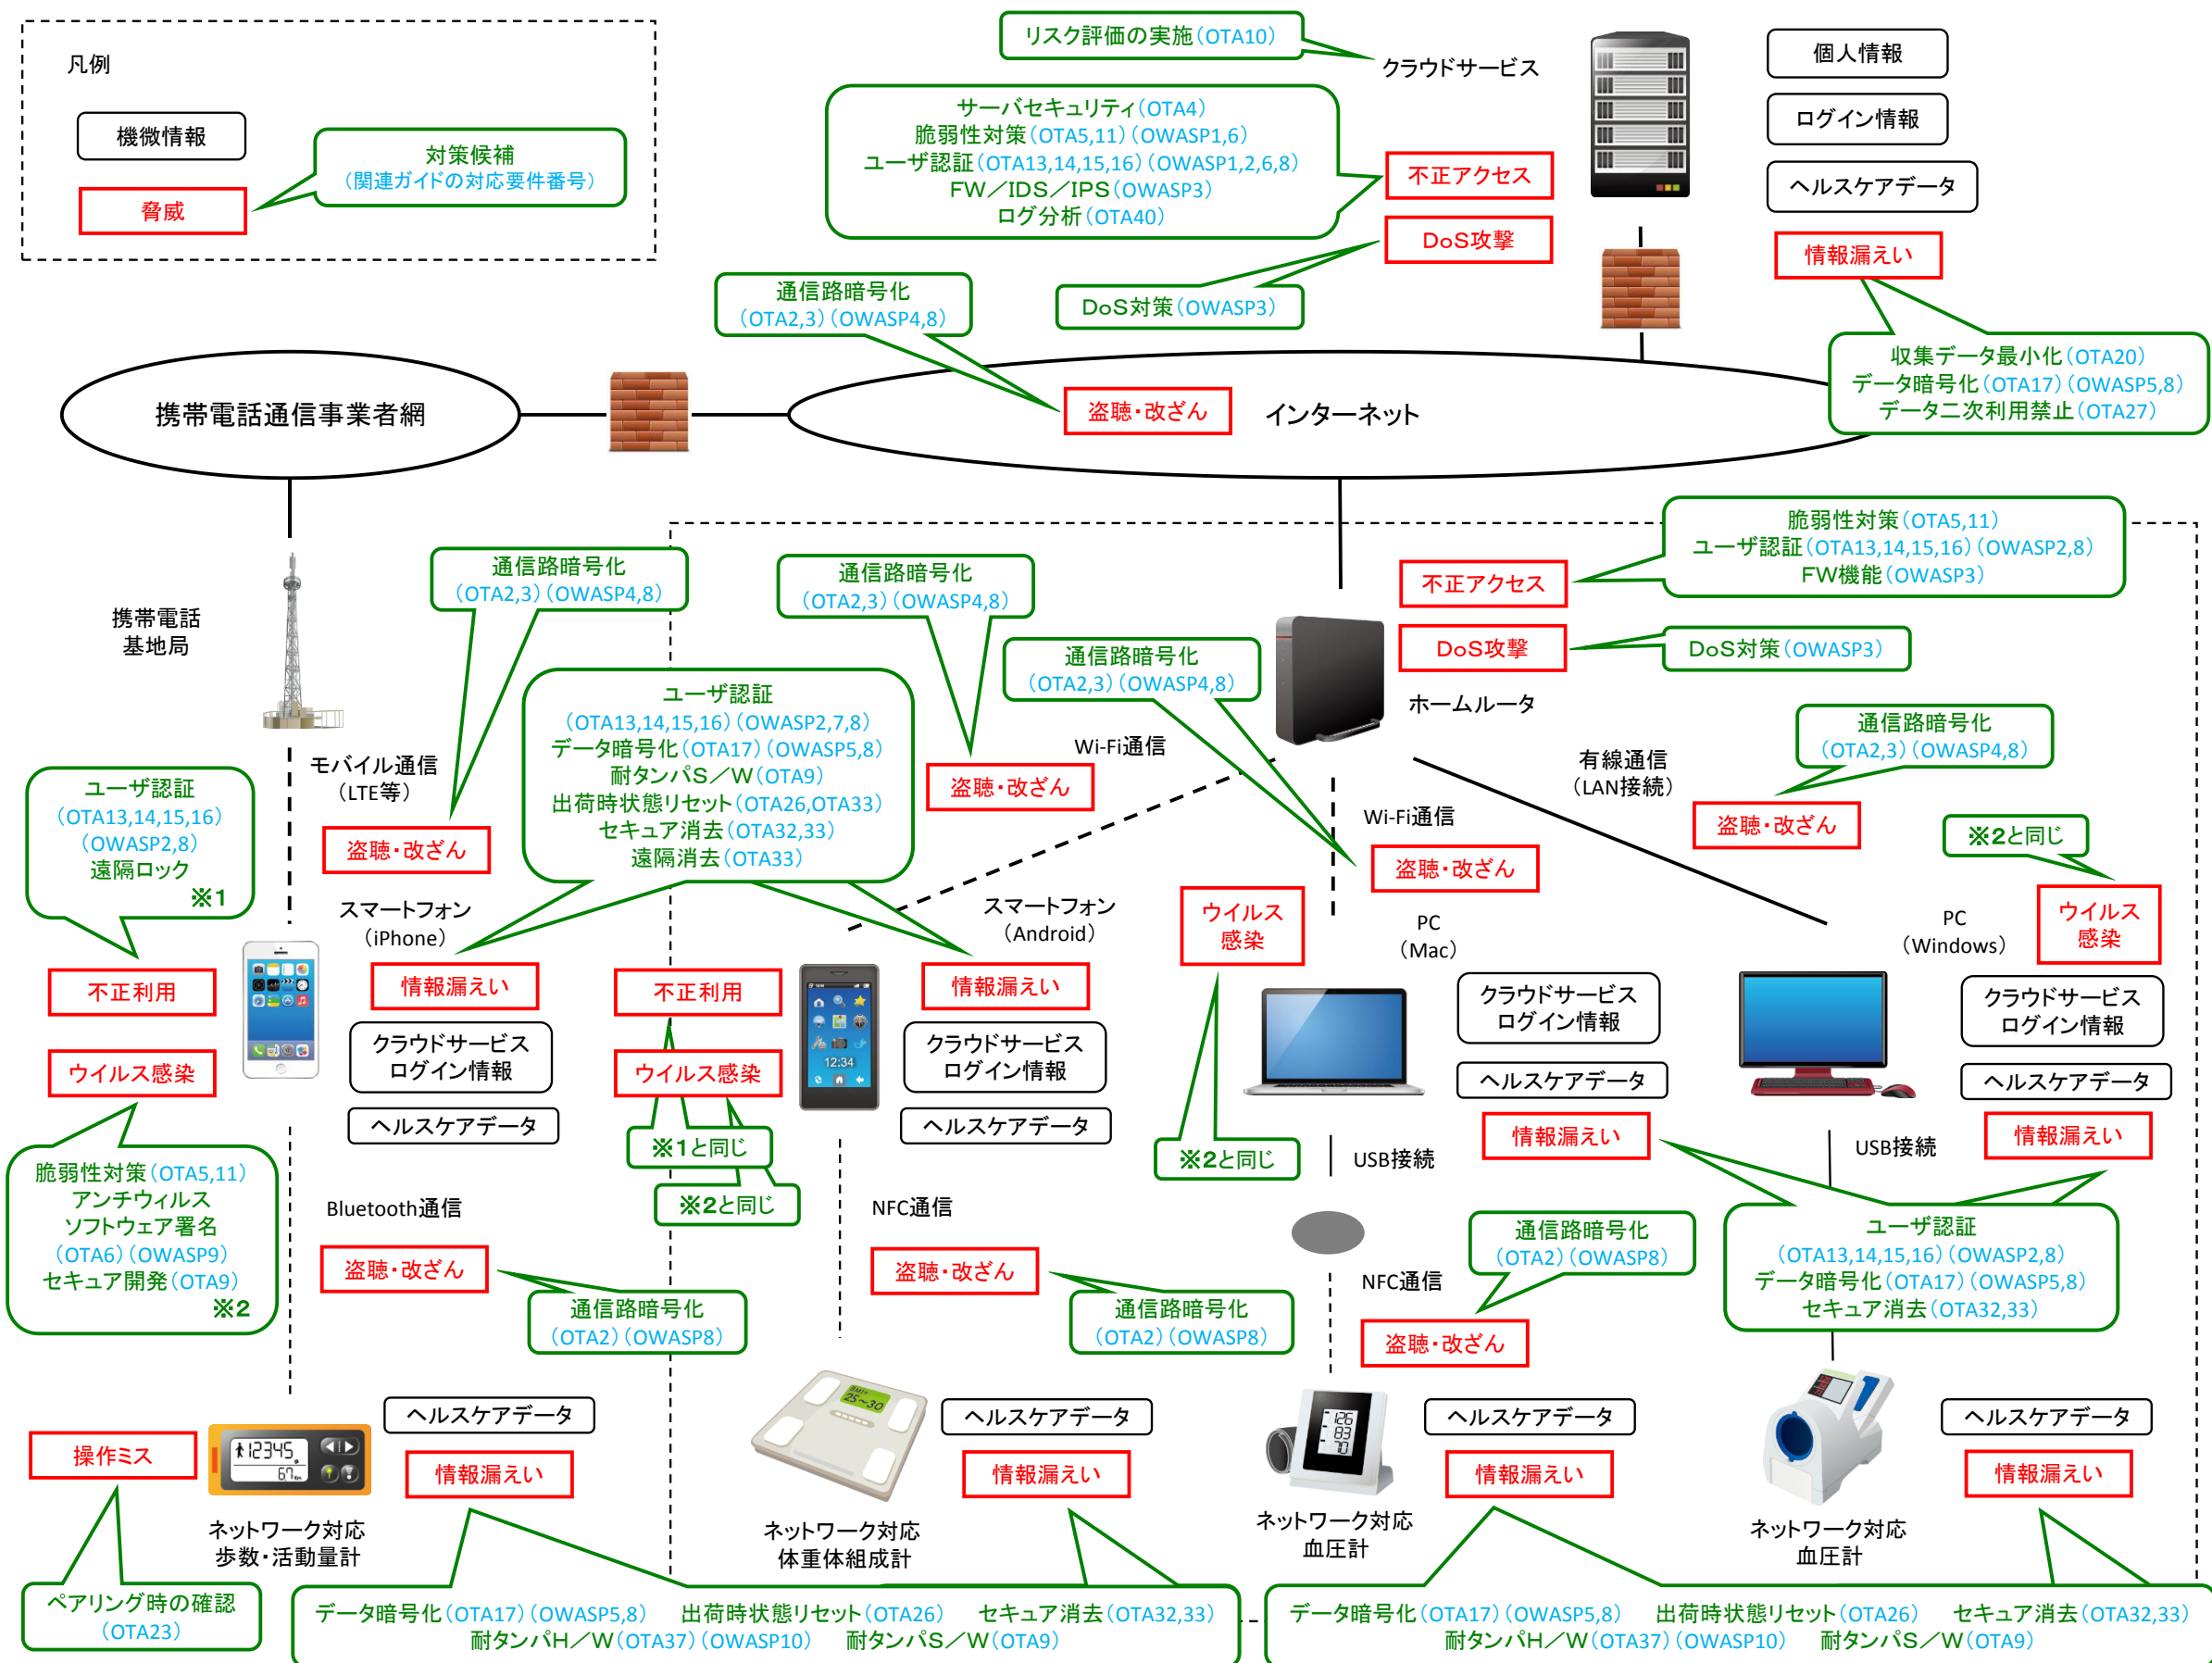 凡例
機微情報
対策候補
（関連ガイドの対応要件番号）
脅威
リスク評価の実施（OTA10）
クラウドサービス
個人情報
ログイン情報
ヘルスケアデータ
サーバセキュリティ（OTA4）
脆弱性対策（OTA5,11）（OWASP1,6）
ユーザ認証（OTA13,14,15,16）（OWASP1,2,6,8）
FW／IDS／IPS（OWASP3）
ログ分析（OTA40）
不正アクセス
DoS攻撃
情報漏えい
DoS対策（OWASP3）
通信路暗号化
（OTA2,3）（OWASP4,8）
収集データ最小化（OTA20）
データ暗号化（OTA17）（OWASP5,8）
データ二次利用禁止（OTA27）
携帯電話通信事業者網
盗聴・改ざん
インターネット
脆弱性対策（OTA5,11）
ユーザ認証（OTA13,14,15,16）（OWASP2,8）
FW機能（OWASP3）
不正アクセス
DoS攻撃
DoS対策（OWASP3）
ホームルータ
携帯電話
基地局
通信路暗号化
（OTA2,3）（OWASP4,8）
通信路暗号化
（OTA2,3）（OWASP4,8）
通信路暗号化
（OTA2,3）（OWASP4,8）
通信路暗号化
（OTA2,3）（OWASP4,8）
ユーザ認証
（OTA13,14,15,16）（OWASP2,7,8）
データ暗号化（OTA17）（OWASP5,8）
耐タンパS／W（OTA9）
出荷時状態リセット（OTA26,OTA33）
セキュア消去（OTA32,33）
遠隔消去（OTA33）
モバイル通信
（LTE等）
盗聴・改ざん
Wi-Fi通信
盗聴・改ざん
Wi-Fi通信
盗聴・改ざん
有線通信
（LAN接続）
盗聴・改ざん
※2と同じ
ユーザ認証
（OTA13,14,15,16）
（OWASP2,8）
遠隔ロック
※1
スマートフォン
（iPhone）
情報漏えい
不正利用
ウイルス感染
クラウドサービス
ログイン情報
ヘルスケアデータ
スマートフォン
（Android）
情報漏えい
不正利用
ウイルス感染
12:34
クラウドサービス
ログイン情報
ヘルスケアデータ
※1と同じ
※2と同じ
ウイルス
感染
※2と同じ
PC
（Mac）
クラウドサービス
ログイン情報
ヘルスケアデータ
情報漏えい
PC
（Windows）
ウイルス
感染
クラウドサービス
ログイン情報
ヘルスケアデータ
情報漏えい
脆弱性対策（OTA5,11）
アンチウィルス
ソフトウェア署名
（OTA6）（OWASP9）
セキュア開発（OTA9）
※2
Bluetooth通信
盗聴・改ざん
通信路暗号化
（OTA2）（OWASP8）
NFC通信
盗聴・改ざん
通信路暗号化
（OTA2）（OWASP8）
USB接続
NFC通信
盗聴・改ざん
通信路暗号化
（OTA2）（OWASP8）
USB接続
ユーザ認証
（OTA13,14,15,16）（OWASP2,8）
データ暗号化（OTA17）（OWASP5,8）
セキュア消去（OTA32,33）
操作ミス
12345
ヘルスケアデータ
情報漏えい
ネットワーク対応
歩数・活動量計
25～30
ヘルスケアデータ
情報漏えい
ネットワーク対応
体重体組成計
126
83
70
ヘルスケアデータ
情報漏えい
ネットワーク対応
血圧計
ヘルスケアデータ
情報漏えい
ネットワーク対応
血圧計
ペアリング時の確認
（OTA23）
データ暗号化（OTA17）（OWASP5,8） 出荷時状態リセット（OTA26） セキュア消去（OTA32,33）
耐タンパH／W（OTA37）（OWASP10） 耐タンパS／W（OTA9）
データ暗号化（OTA17）（OWASP5,8） 出荷時状態リセット（OTA26） セキュア消去（OTA32,33）
耐タンパH／W（OTA37）（OWASP10） 耐タンパS／W（OTA9）